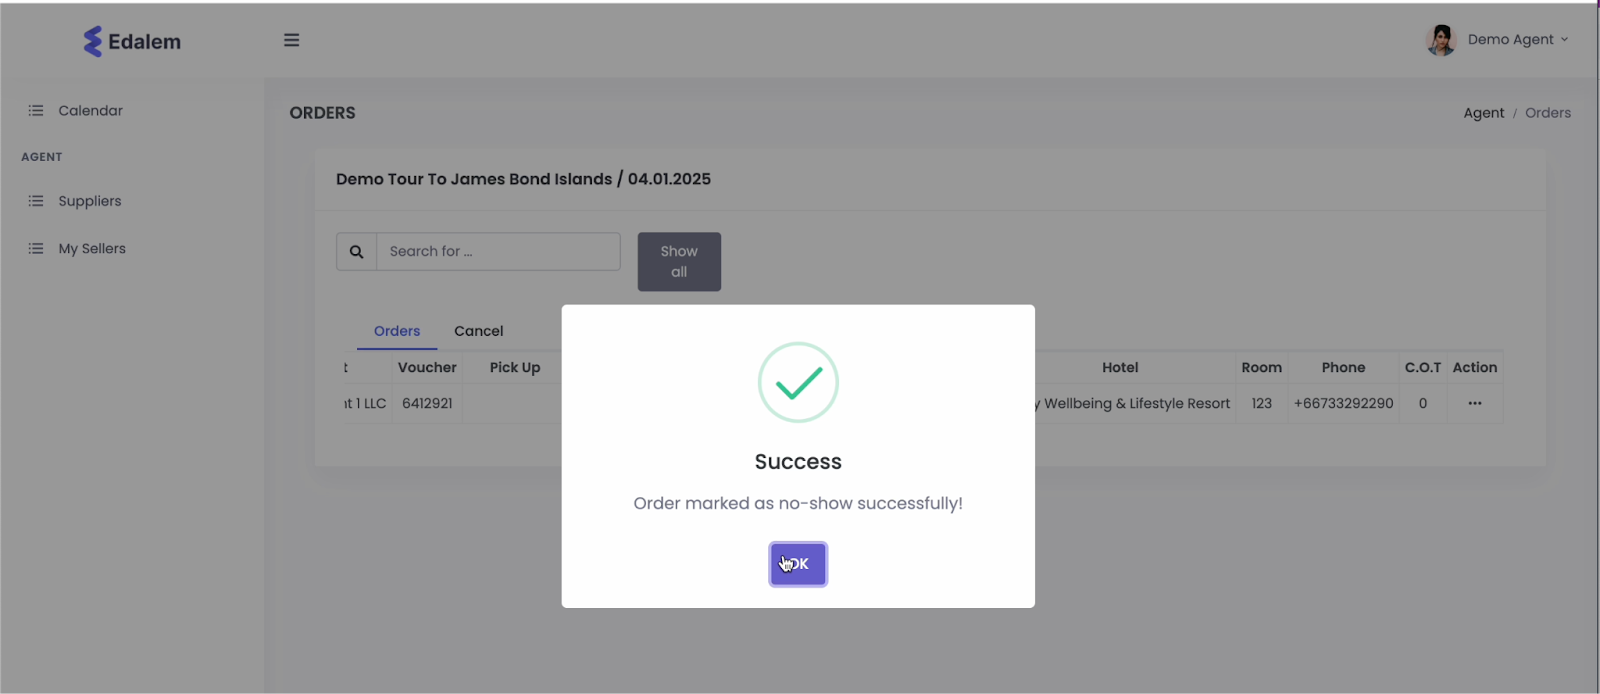 Edalem
Demo Agent
Calendar
AGENT
Suppliers
My Sellers
ORDERS
Agent / Orders
Demo Tour To James Bond Islands / 04.01.2025
Search for ...
Show
all
Orders Cancel
Voucher Pick Up Hotel Room Phone C.O.T Action
1 LLC 6412921 Wellbeing & Lifestyle Resort 123 +66733292290 0 ...
Success
Order marked as no-show successfully!
OK